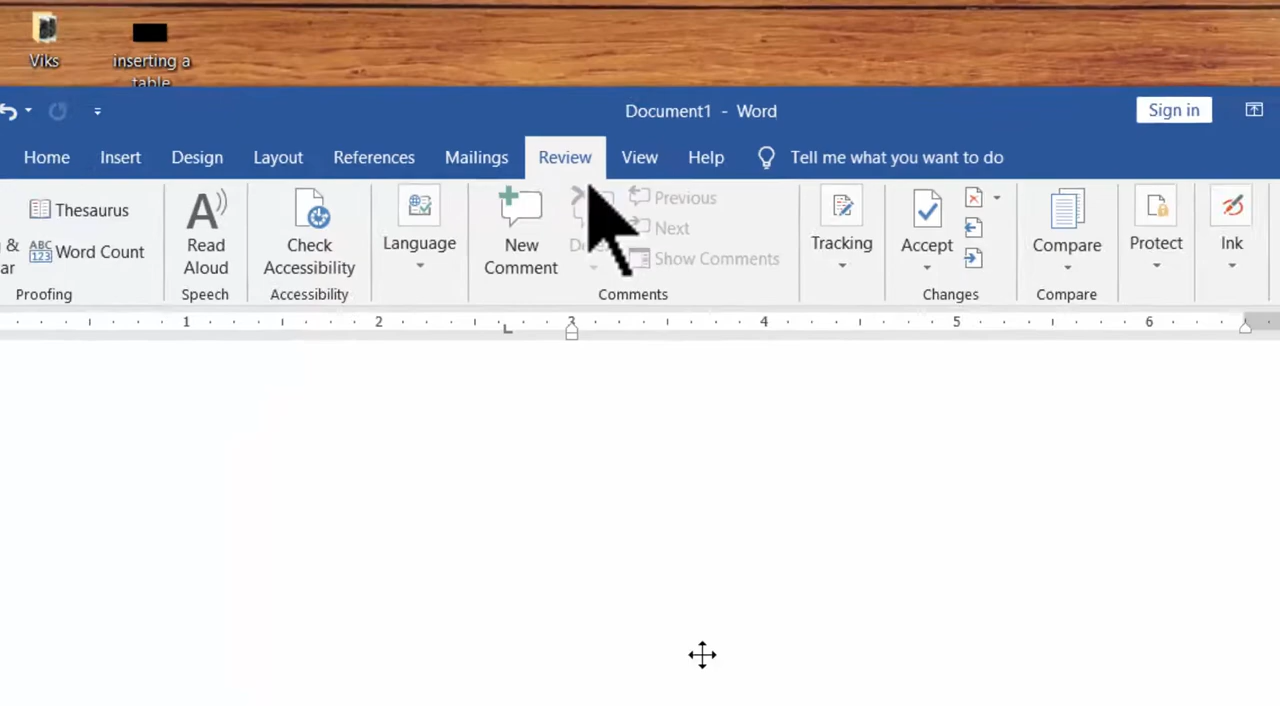 Viks
inserting a
table
Document1 - Word
Sign in
Home Insert Design Layout References Mailings Review View Help Tell me what you want to do
Thesaurus
ABC
123 Word Count
Proofing
Read
Aloud
Speech
Check
Accessibility
Accessibility
Language
New
Comment
Previous
Next
Show Comments
Comments
Tracking
Accept
Changes
Compare
Compare
Protect
Ink
1 2 3 4 5 6